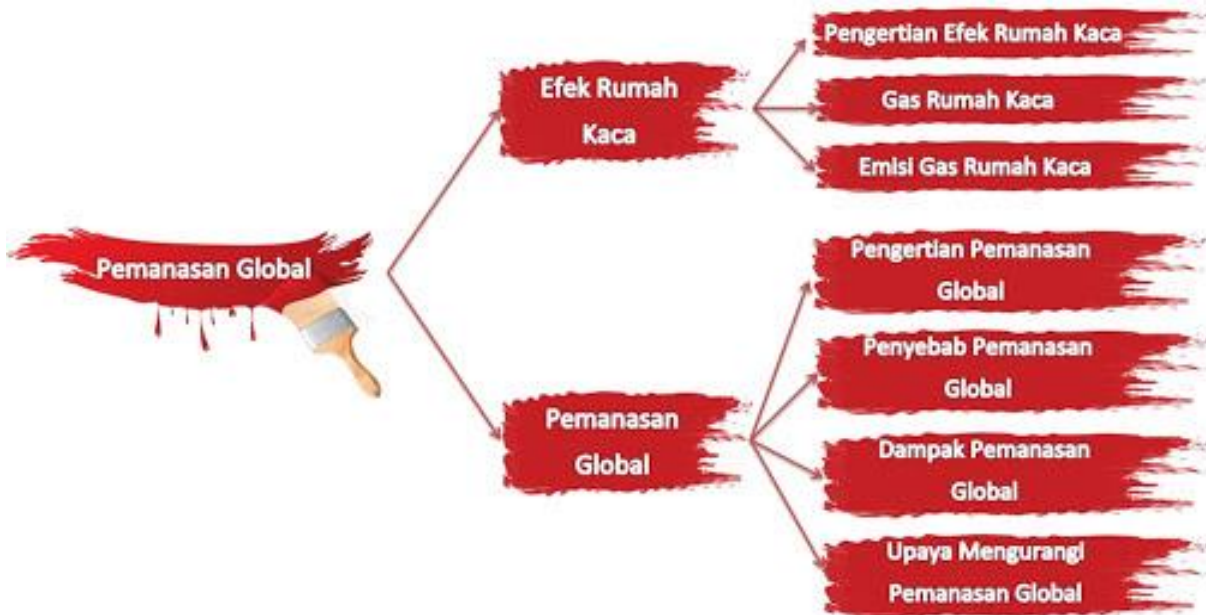 Pemanasan Global
Efek Rumah
Kaca
Pengertian Efek Rumah Kaca
Gas Rumah Kaca
Emisi Gas Rumah Kaca
Pemanasan
Global
Pengertian Pemanasan
Global
Penyebab Pemanasan
Global
Dampak Pemanasan
Global
Upaya Mengurangi
Pemanasan Global